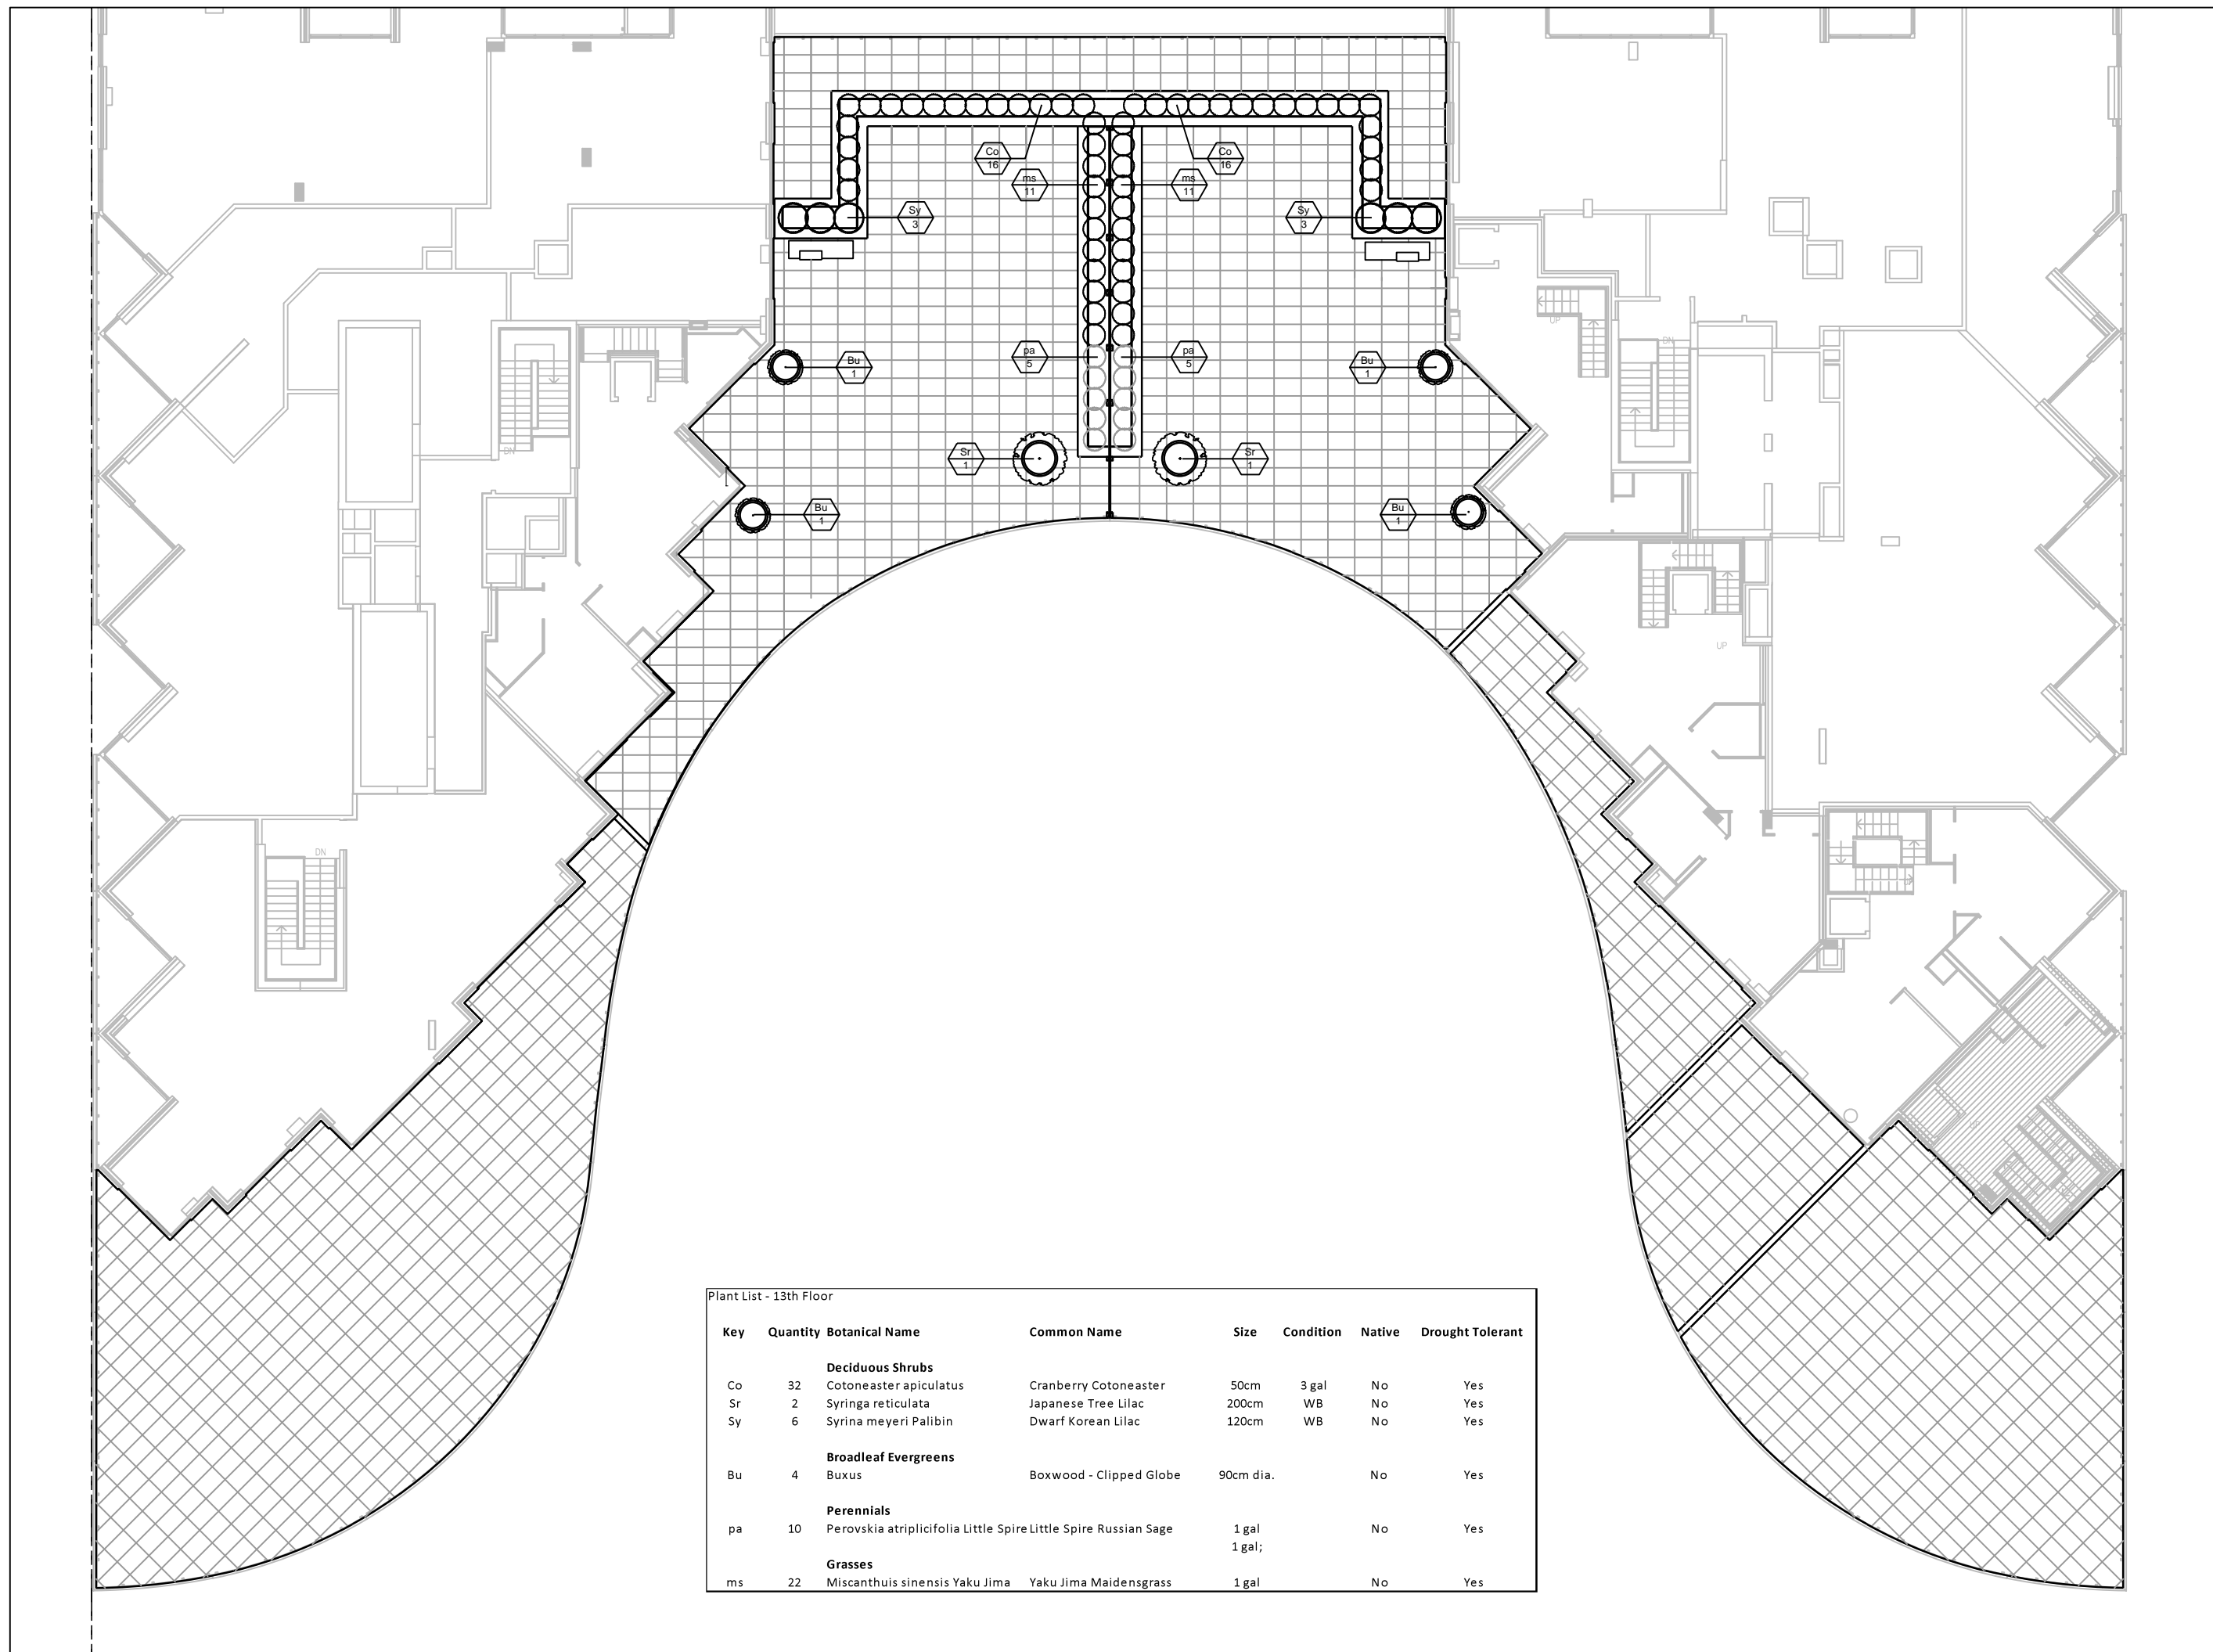 Co
16
Co
16
ms
11
ms
11
Sy
3
Sy
3
pa
5
pa
5
Bu
1
Bu
1
Sr
1
Sr
1
Bu
1
Bu
1
UP
DN
DN
UP
DN
UP
Plant List - 13th Floor
Key Quantity Botanical Name Common Name Size Condition Native Drought Tolerant
Deciduous Shrubs
Co 32 Cotoneaster apiculatus Cranberry Cotoneaster 50cm 3 gal No Yes
Sr 2 Syringa reticulata Japanese Tree Lilac 200cm WB No Yes
Sy 6 Syrina meyeri Palibin Dwarf Korean Lilac 120cm WB No Yes
Broadleaf Evergreens
Bu 4 Buxus Boxwood - Clipped Globe 90cm dia. No Yes
Perennials
pa 10 Perovskia atriplicifolia Little Spire Little Spire Russian Sage 1 gal No Yes
1 gal;
Grasses
ms 22 Miscanthuis sinensis Yaku Jima Yaku Jima Maidensgrass 1 gal No Yes